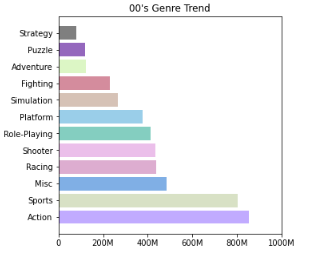 00's Genre Trend
Strategy
Puzzle
Adventure
Fighting
Simulation
Platform
Role-Playing
Shooter
Racing
Misc
Sports
Action
0 200M 400M 600M 800M 1000M